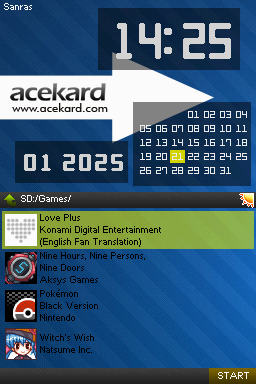 Sanras
14:25
acekard
www.acekard.com
01 02 03 04
05 06 07 08 09 10 11
12 13 14 15 16 17 18
19 20 21 22 23 24 25
26 27 28 29 30 31
01 2025
SD:/Games/
Love Plus
Konami Digital Entertainment
(English Fan Translation)
Nine Hours, Nine Persons,
Nine Doors
Aksys Games
Pokémon
Black Version
Nintendo
Witch's Wish
Natsume Inc.
START